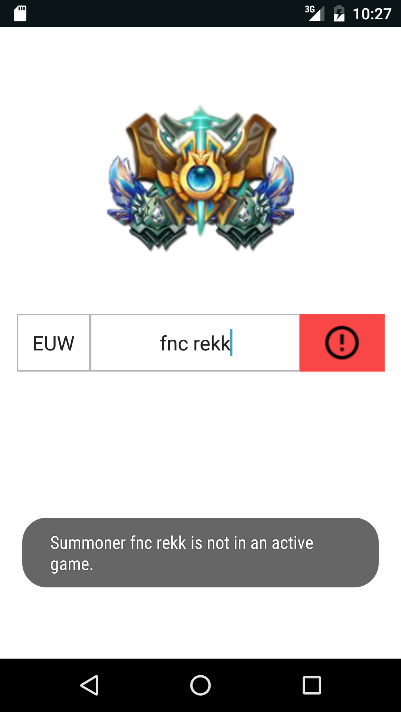 3G 10:27
EUW
fnc rekk
Summoner fnc rekk is not in an active
game.